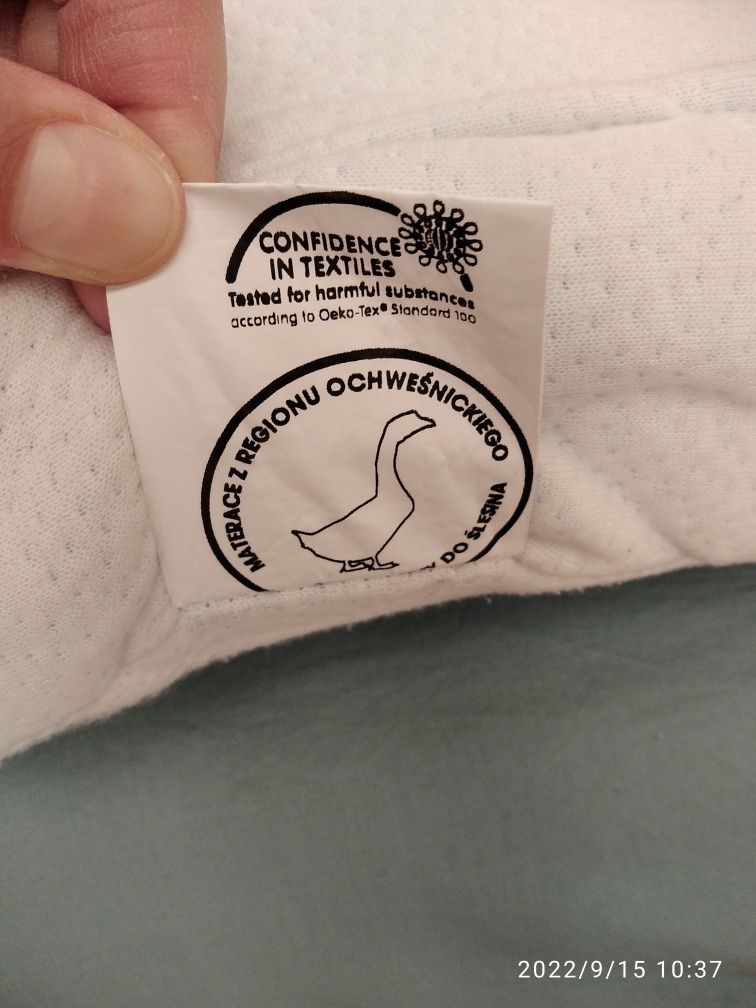 CONFIDENCE
IN TEXTILES
Tested for harmful substances
according to Oeko-Tex® Standard 100
MATERACE Z REGIONU OCHWEŚNICKIEGO
DO ŚLESINA
2022/9/15 10:37